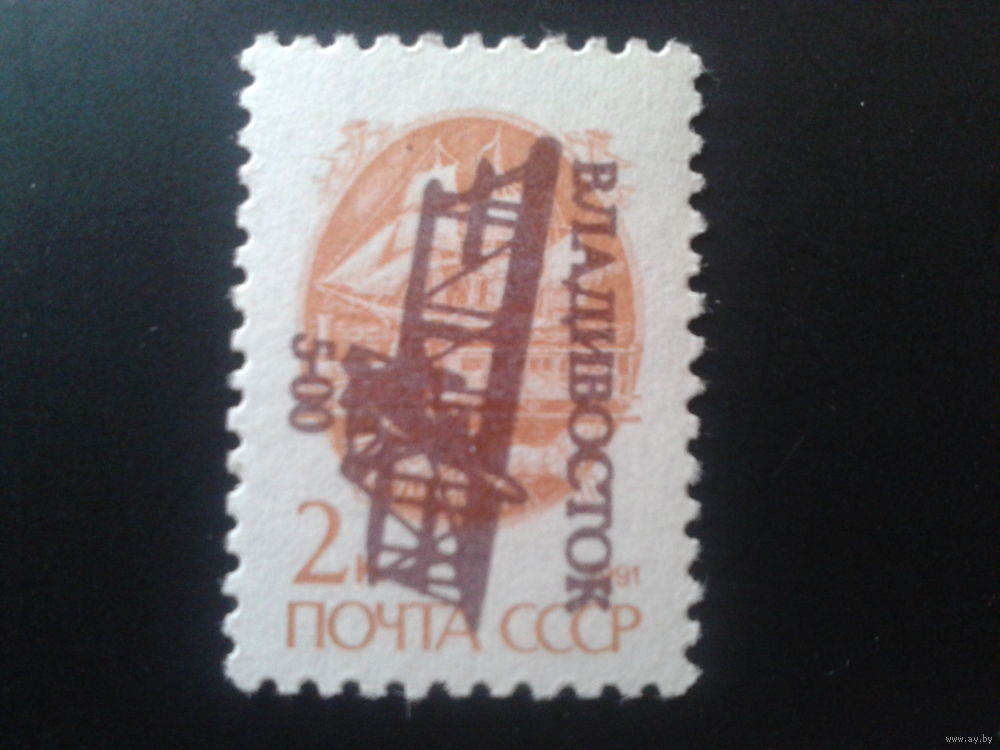 ВЛАДИВОСТОК
5-00
2к
1991
ПОЧТА СССР
www.ay.by